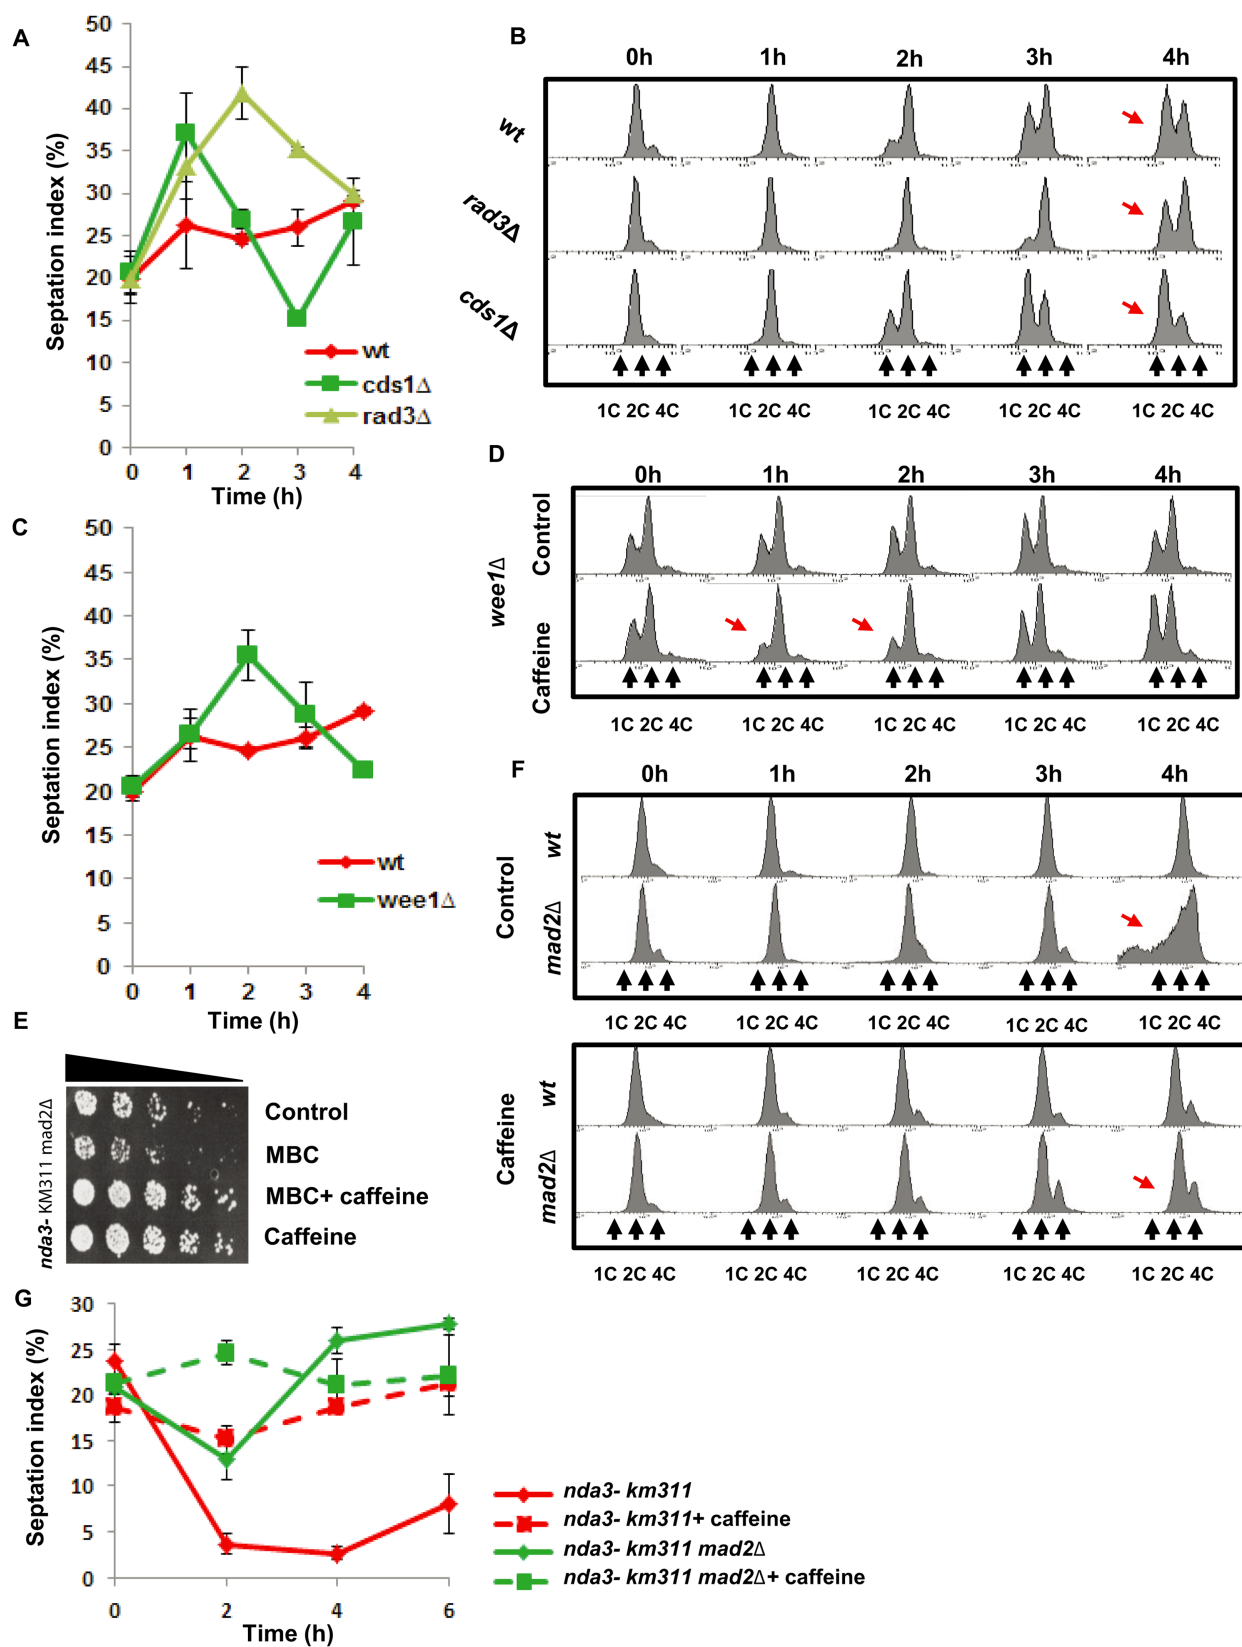 A
50
45
40
35
30
25
20
15
10
5
0
Septation index (%)
wt
cds1Δ
rad3Δ
0 1 2 3 4
Time (h)
B
0h 1h 2h 3h 4h
wt
rad3Δ
cds1Δ
1C 2C 4C 1C 2C 4C 1C 2C 4C 1C 2C 4C 1C 2C 4C
C
50
45
40
35
30
25
20
15
10
5
0
Septation index (%)
wt
wee1Δ
0 1 2 3 4
Time (h)
D
0h 1h 2h 3h 4h
wee1Δ
Control
Caffeine
1C 2C 4C 1C 2C 4C 1C 2C 4C 1C 2C 4C 1C 2C 4C
E
nda3- KM311 mad2Δ
Control
MBC
MBC+ caffeine
Caffeine
F
0h 1h 2h 3h 4h
Control
wt
mad2Δ
1C 2C 4C 1C 2C 4C 1C 2C 4C 1C 2C 4C 1C 2C 4C
Caffeine
wt
mad2Δ
1C 2C 4C 1C 2C 4C 1C 2C 4C 1C 2C 4C 1C 2C 4C
G
30
25
20
15
10
5
0
Septation index (%)
0 2 4 6
Time (h)
nda3- km311
nda3- km311+ caffeine
nda3- km311 mad2Δ
nda3- km311 mad2Δ+ caffeine